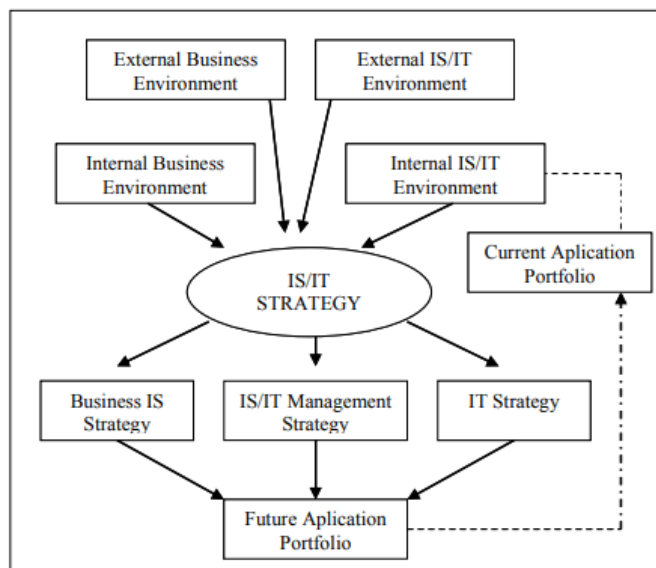 External Business
Environment
External IS/IT
Environment
Internal Business
Environment
Internal IS/IT
Environment
Current Aplication
Portfolio
IS/IT
STRATEGY
Business IS
Strategy
IS/IT Management
Strategy
IT Strategy
Future Aplication
Portfolio